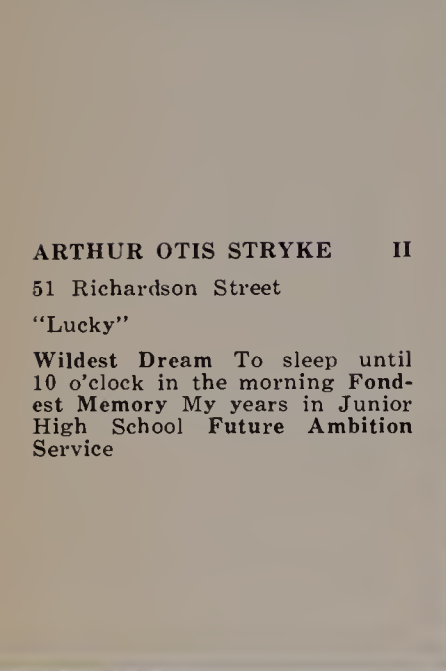 ARTHUR OTIS STRYKE II
51 Richardson Street
“Lucky”
Wildest Dream To sleep until
10 o'clock in the morning Fond-
est Memory My years in Junior
High School Future Ambition
Service